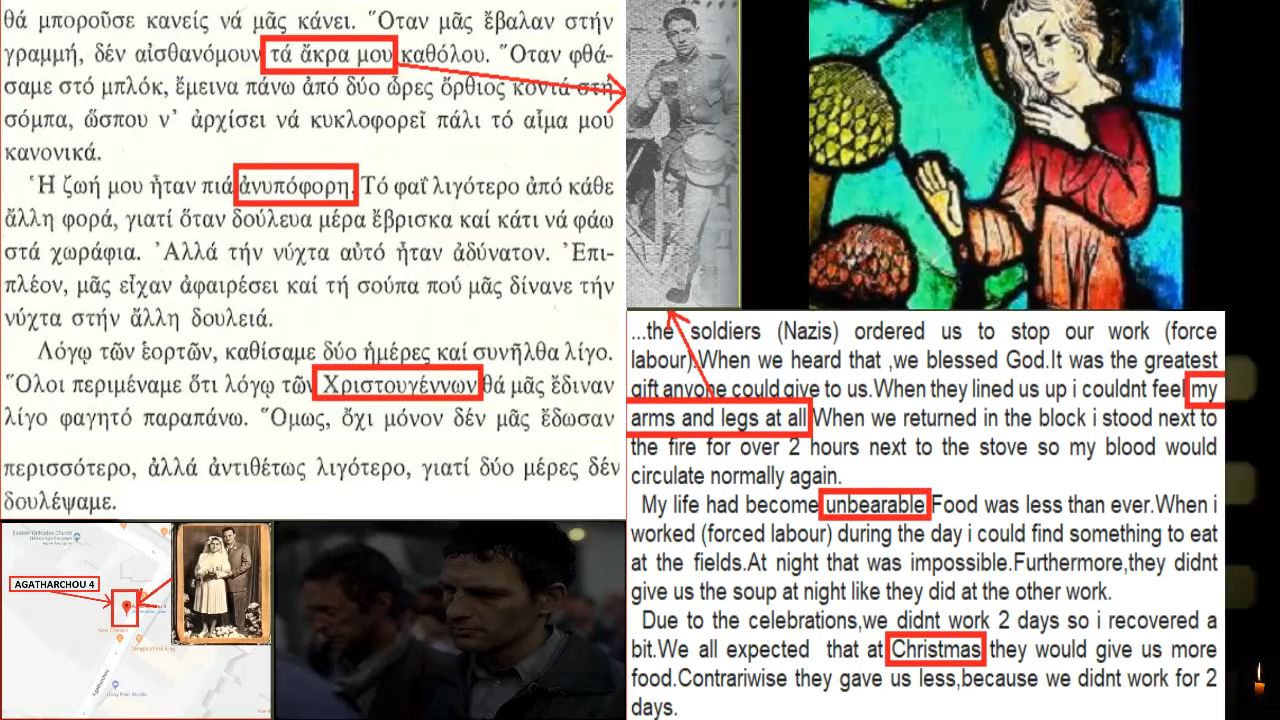 θά μποροῦσε κανείς νά μᾶς κάνει. Ὅταν μᾶς ἔβαλαν στήν
γραμμή, δέν αἰσθανόμουν τά ἄκρα μου καθόλου. Ὅταν φθά-
σαμε στό μπλόκ, ἔμεινα πάνω ἀπό δύο ὧρες ὄρθιος κοντά στή
σόμπα, ὥσπου ν' ἀρχίσει νά κυκλοφορεῖ πάλι τό αἷμα μου
κανονικά.
Ἡ ζωή μου ἦταν πιά ἀνυπόφορη. Τό φαΐ λιγότερο ἀπό κάθε
ἄλλη φορά, γιατί ὅταν δούλευα μέρα ἔβρισκα καί κάτι νά φάω
στά χωράφια. Ἀλλά τήν νύχτα αὐτό ἦταν ἀδύνατον. Ἐπι-
πλέον, μᾶς εἶχαν ἀφαιρέσει καί τή σούπα πού μᾶς δίνανε τήν
νύχτα στήν ἄλλη δουλειά.
Λόγῳ τῶν ἑορτῶν, καθίσαμε δύο ἡμέρες καί συνῆλθα λίγο.
Ὅλοι περιμέναμε ὅτι λόγῳ τῶν Χριστουγέννων θά μᾶς ἔδιναν
λίγο φαγητό παραπάνω. Ὅμως, ὄχι μόνον δέν μᾶς ἔδωσαν
περισσότερο, ἀλλά ἀντιθέτως λιγότερο, γιατί δύο μέρες δέν
δουλέψαμε.
...the soldiers (Nazis) ordered us to stop our work (force
labour).When we heard that ,we blessed God.It was the greatest
gift anyone could give to us.When they lined us up i couldnt feel my
arms and legs at all When we returned in the block i stood next to
the fire for over 2 hours next to the stove so my blood would
circulate normally again.
My life had become unbearable Food was less than ever.When i
worked (forced labour) during the day i could find something to eat
at the fields.At night that was impossible.Furthermore,they didnt
give us the soup at night like they did at the other work.
Due to the celebrations,we didnt work 2 days so i recovered a
bit.We all expected that at Christmas they would give us more
food.Contrariwise they gave us less,because we didnt work for 2
days.
Eastern Orthodox Church
AGATHARCHOU 4
Temple of the King
Cosy Pain Studio